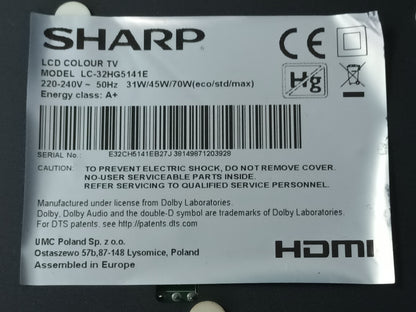 SHARP
LCD COLOUR TV
MODEL LC-32HG5141E
220-240V ~ 50Hz 31W/45W/70W(eco/std/max)
Energy class: A+
CE
Hg
SERIAL No.: E32CH5141EB27J 39149871203928
CAUTION: TO PREVENT ELECTRIC SHOCK, DO NOT REMOVE COVER.
NO-USER SERVICEABLE PARTS INSIDE.
REFER SERVICING TO QUALIFIED SERVICE PERSONNEL.
Manufactured under license from Dolby Laboratories.
Dolby, Dolby Audio and the double-D symbol are trademarks of Dolby Laboratories.
For DTS patents, see http://patents.dts.com
UMC Poland Sp. z o.o.
Ostaszewo 57b,87-148 Lysomice, Poland
Assembled in Europe
HDMI